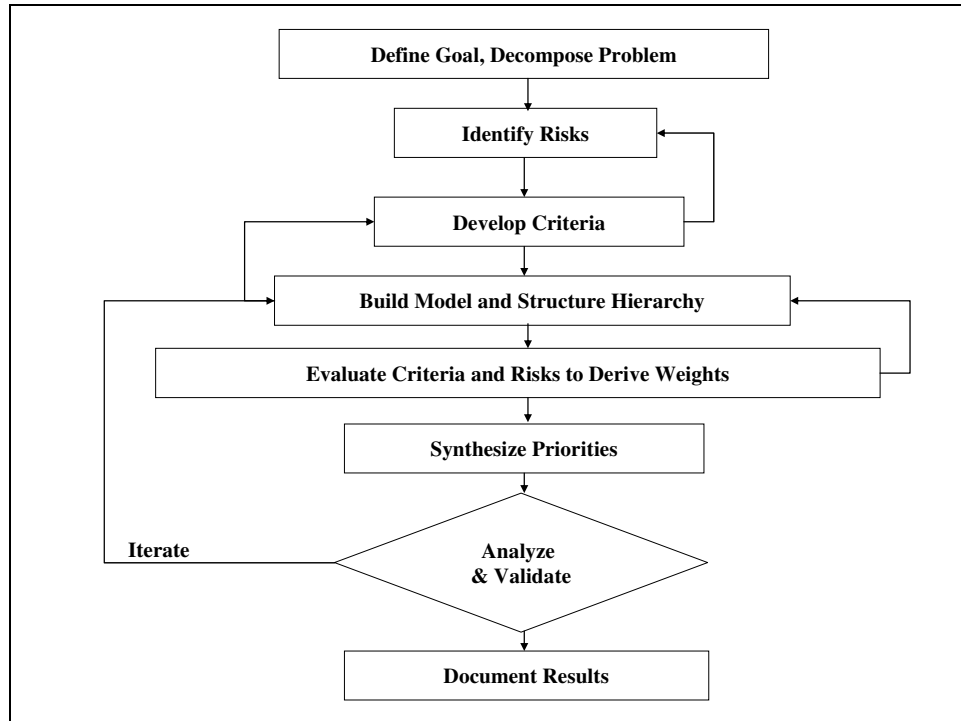 Define Goal, Decompose Problem
Identify Risks
Develop Criteria
Build Model and Structure Hierarchy
Evaluate Criteria and Risks to Derive Weights
Synthesize Priorities
Iterate
Analyze
& Validate
Document Results